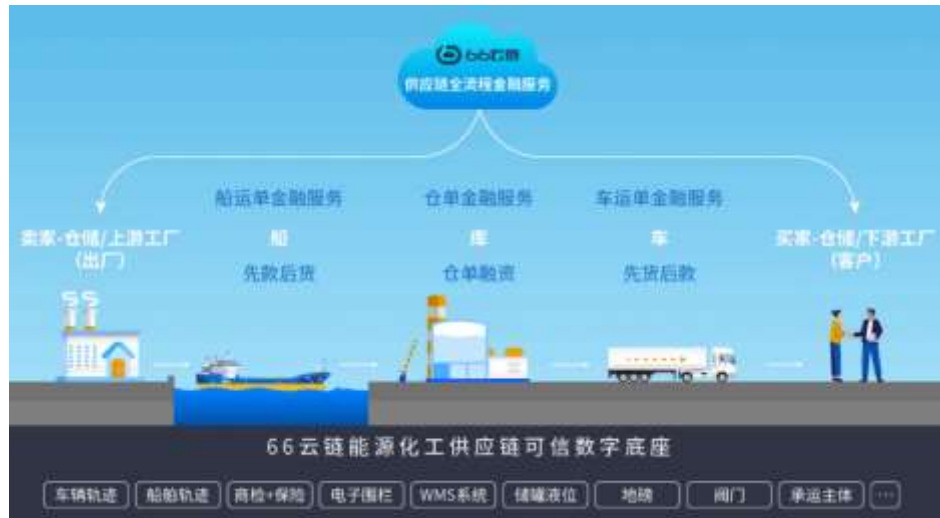 66云链
供应链全流程金融服务
船运单金融服务
仓单金融服务
车运单金融服务
卖家-仓储/上游工厂
(出厂)
船
库
车
买家-仓储/下游工厂
(客户)
先款后货
仓单融资
先货后款
66云链能源化工供应链可信数字底座
车辆轨迹
船舶轨迹
商检+保险
电子围栏
WMS系统
储罐液位
地磅
阀门
承运主体
...